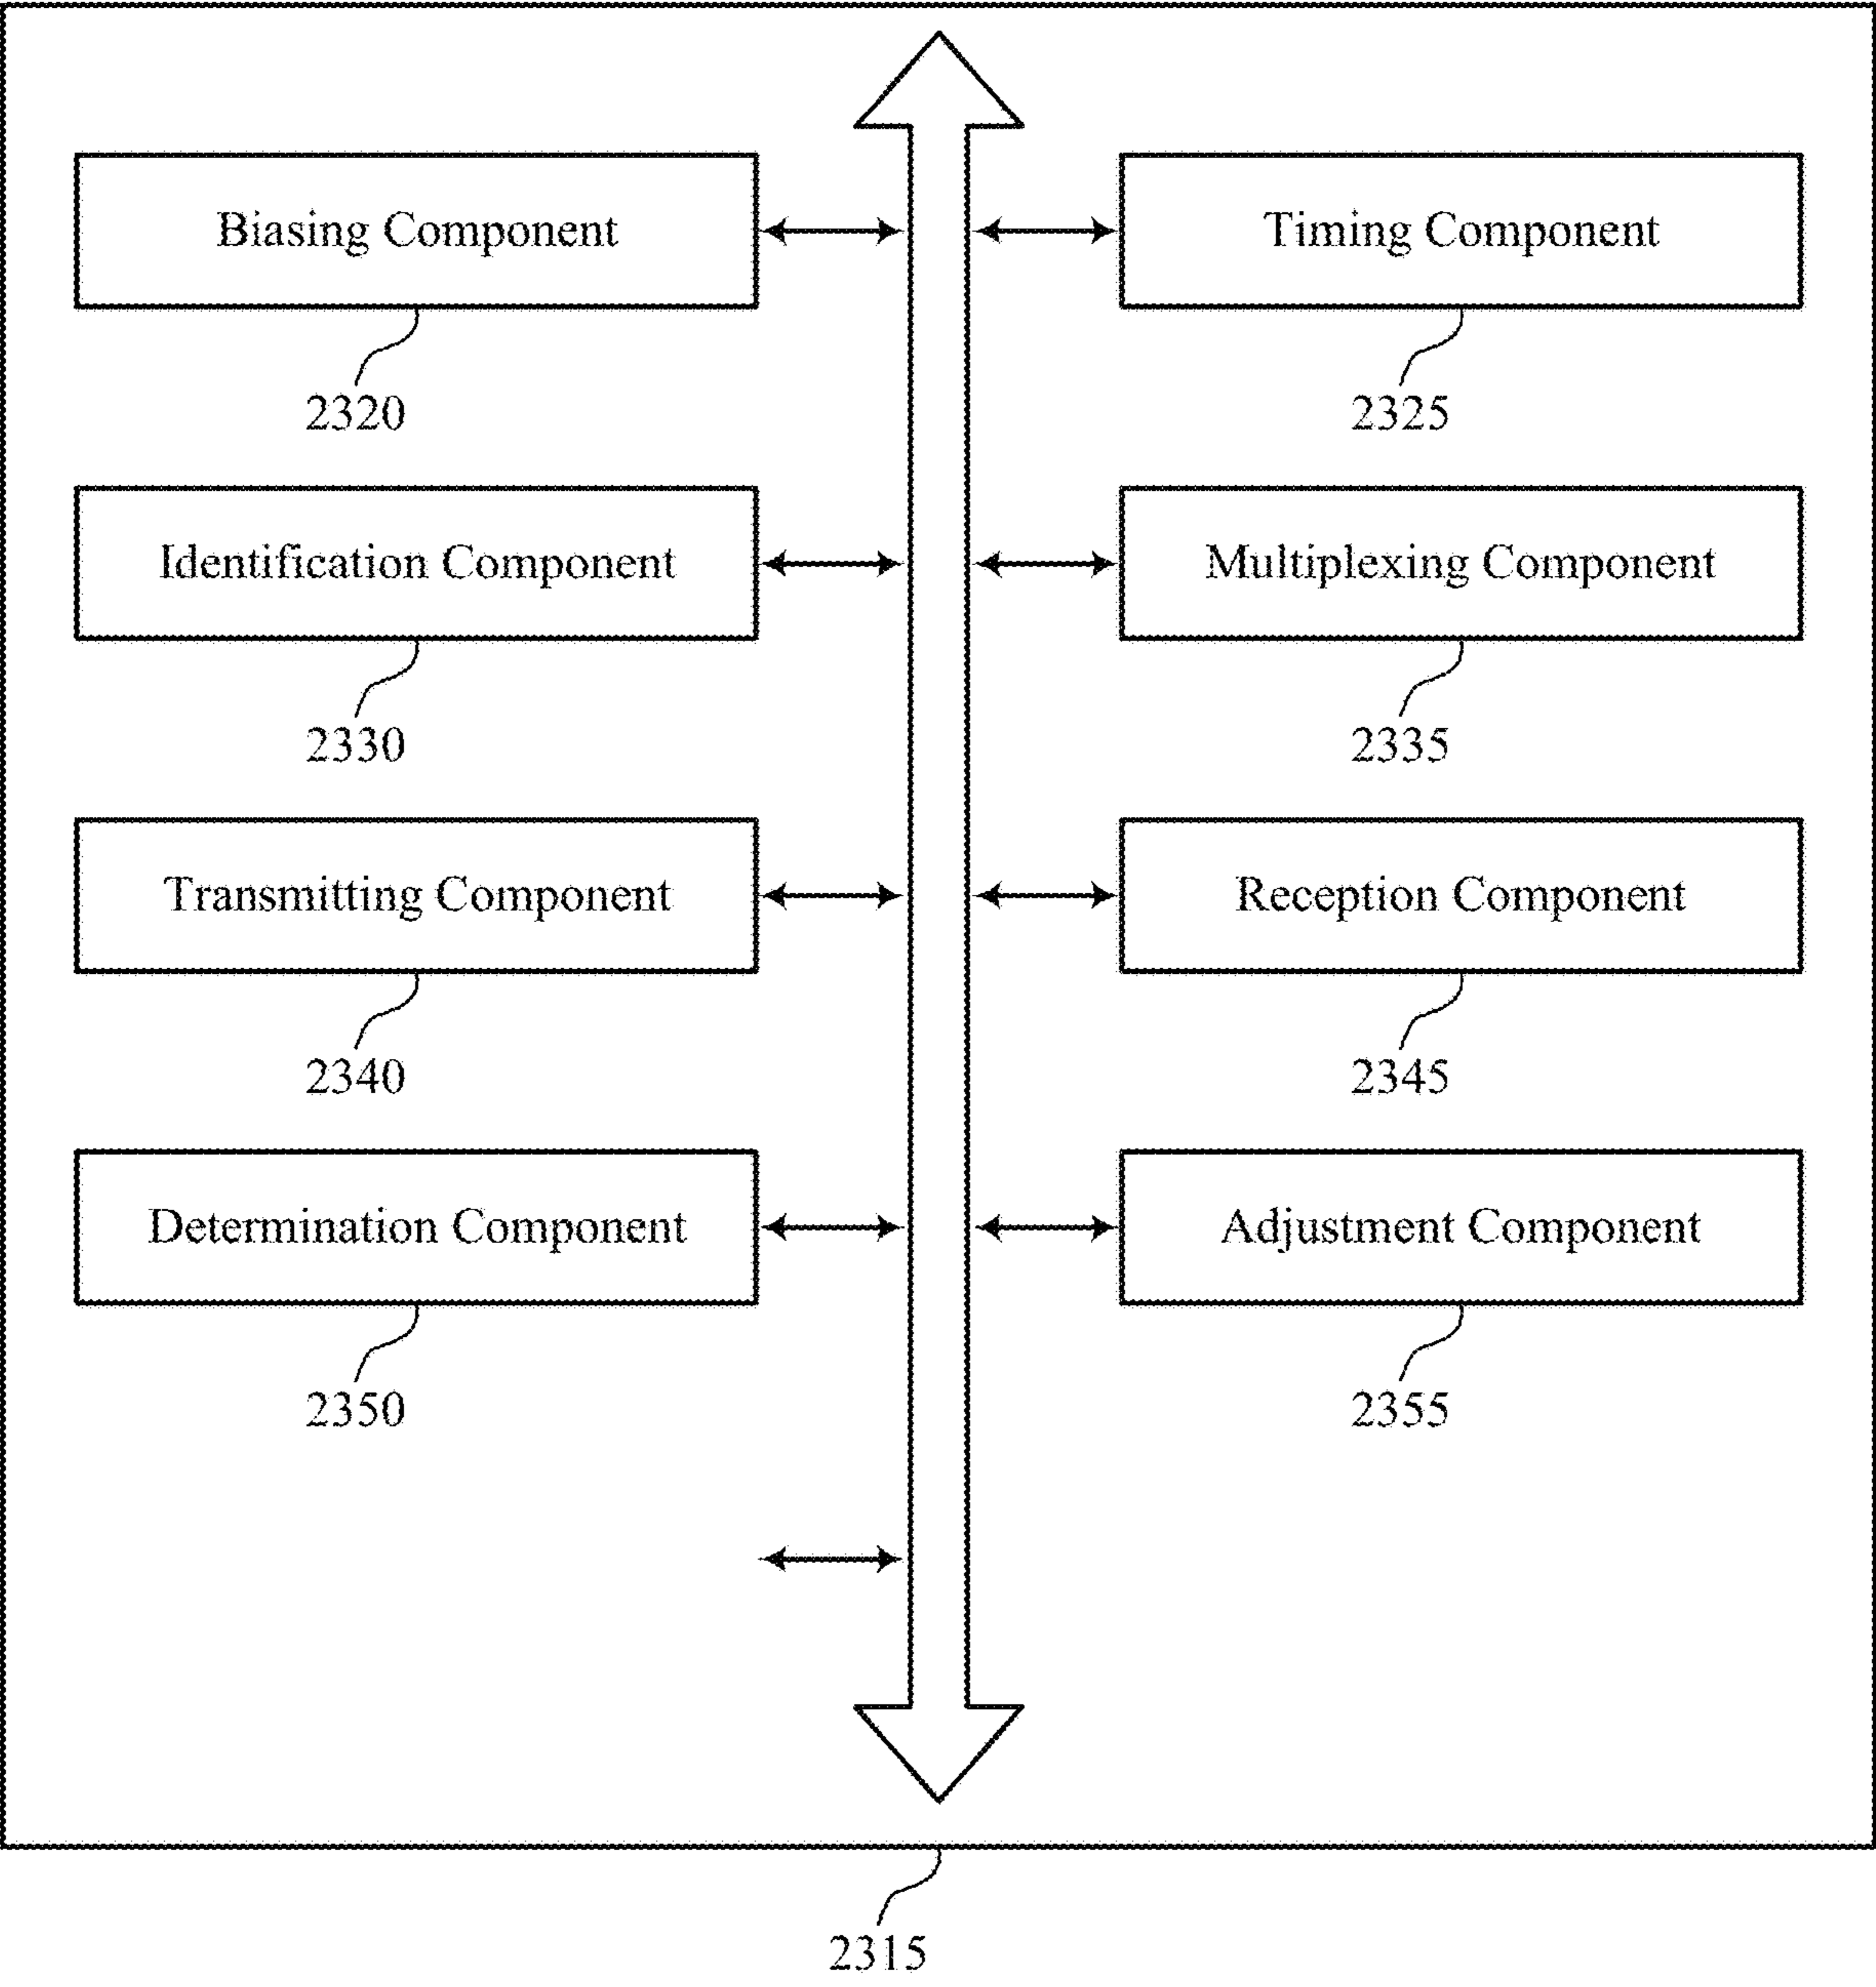 Biasing Component
Timing Component
2320
2325
Identification Component
Multiplexing Component
2330
2335
Transmitting Component
Reception Component
2340
2345
Determination Component
Adjustment Component
2350
2355
2315